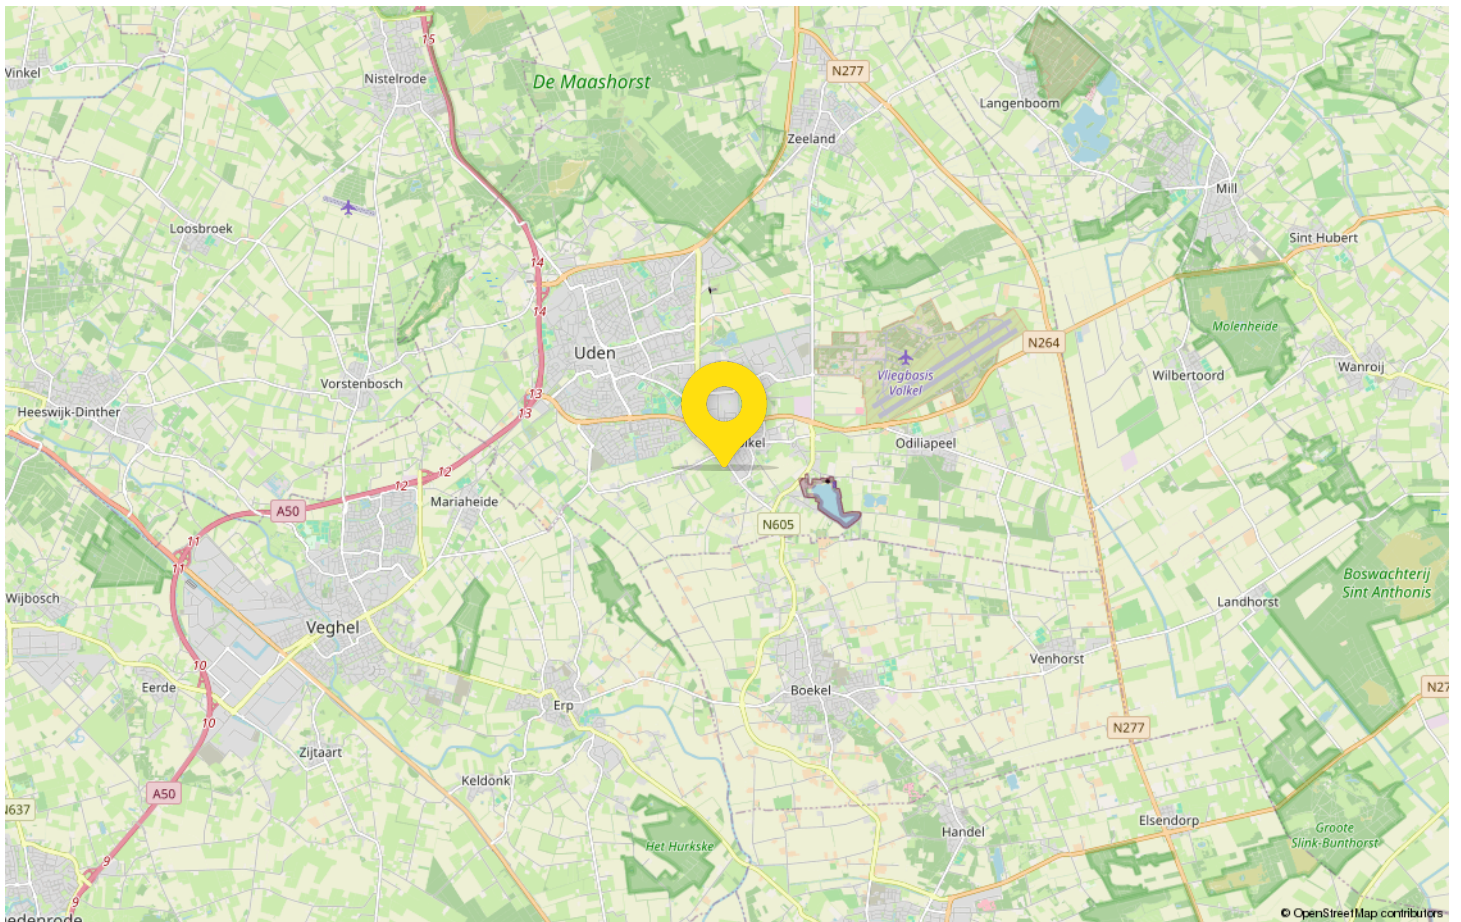 15
Vinkel
Nistelrode
De Maashorst
N277
Langenboom
Zeeland
Mill
Loosbroek
Sint Hubert
14
14
Molenheide
N264
Uden
Vliegbasis
Volkel
Wanroij
Wilbertoord
Vorstenbosch
13
13
Heeswijk-Dinther
Odiliapeel
12
12
Mariaheide
A50
N605
11
11
Boswachterij
Sint Anthonis
Wijbosch
Landhorst
Veghel
Venhorst
10
Eerde
Boekel
N27
Erp
10
N277
Zijtaart
Keldonk
A50
N637
Elsendorp
Handel
Groote
Slink-Bunthorst
Het Hurkske
9
9
edenrode
© OpenStreetMap contributors